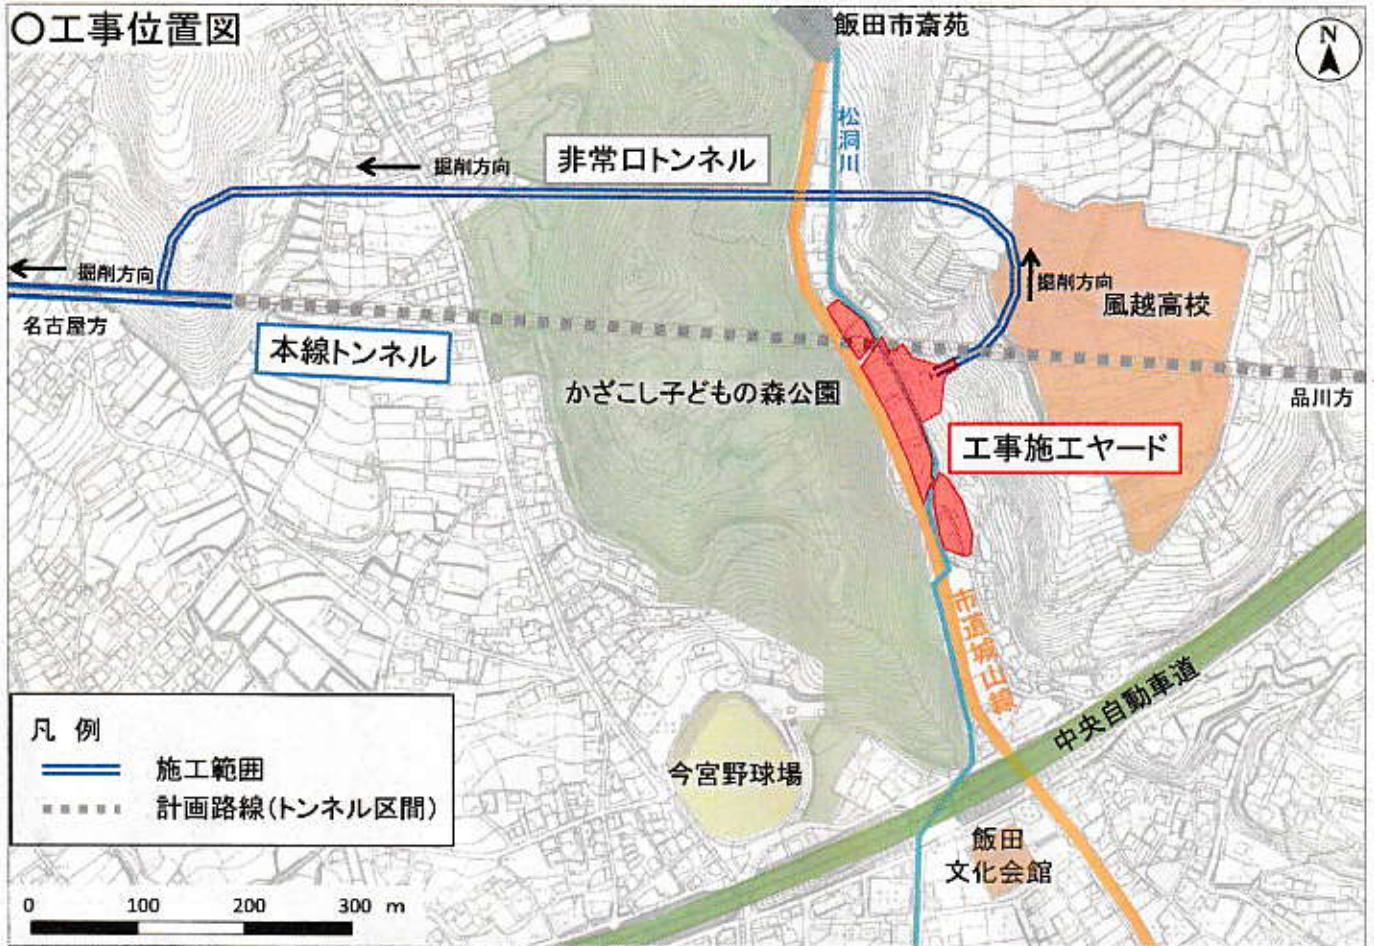 〇工事位置図
飯田市斎苑
N
松洞川
掘削方向
非常口トンネル
掘削方向
掘削方向
風越高校
名古屋方
本線トンネル
かざこし子どもの森公園
品川方
工事施工ヤード
市道城山線
中央自動車道
凡 例
施工範囲
計画路線(トンネル区間)
今宮野球場
飯田
文化会館
0 100 200 300 m